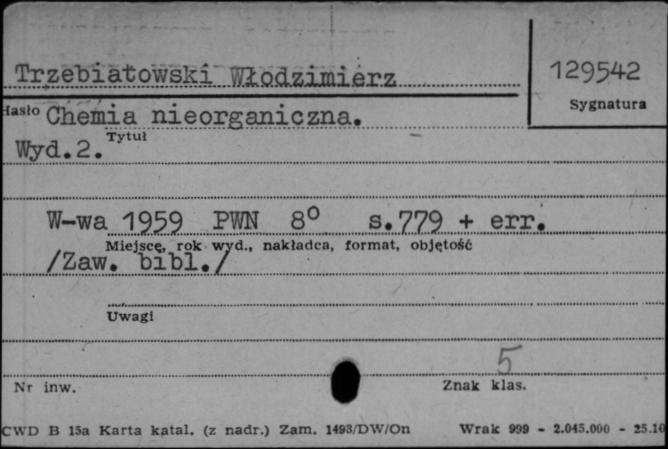 Trzebiatowski Włodzimierz
129542
Sygnatura
Hasło Chemia nieorganiczna.
Tytuł
Wyd.2.
W-wa 1959 PWN 8° s.779 + err.
Miejsce, rok wyd., nakładca, format, objętość
/Zaw. bibl./
Uwagi
5
Nr inw. Znak klas.
CWD B 15a Karta katal. (z nadr.) Zam. 1493/DW/On Wrak 999 - 2.045.000 - 25.10